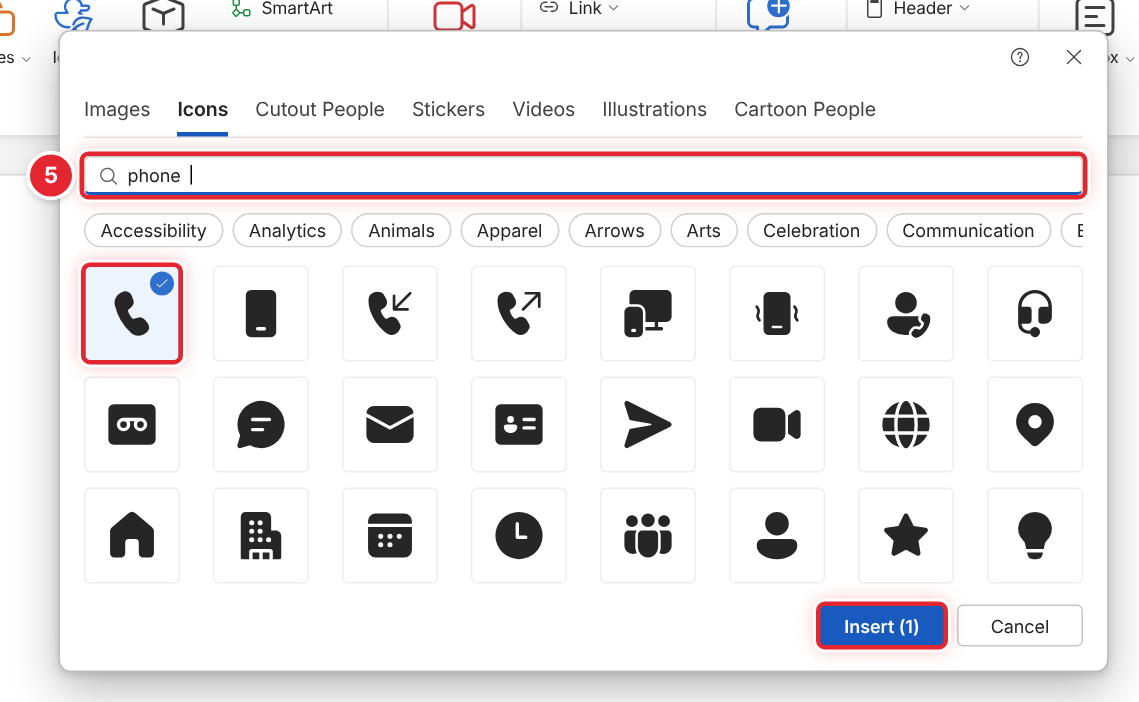 SmartArt
Link
Header
es
x
Images Icons Cutout People Stickers Videos Illustrations Cartoon People
5
phone
Accessibility Analytics Animals Apparel Arrows Arts Celebration Communication
Insert (1) Cancel